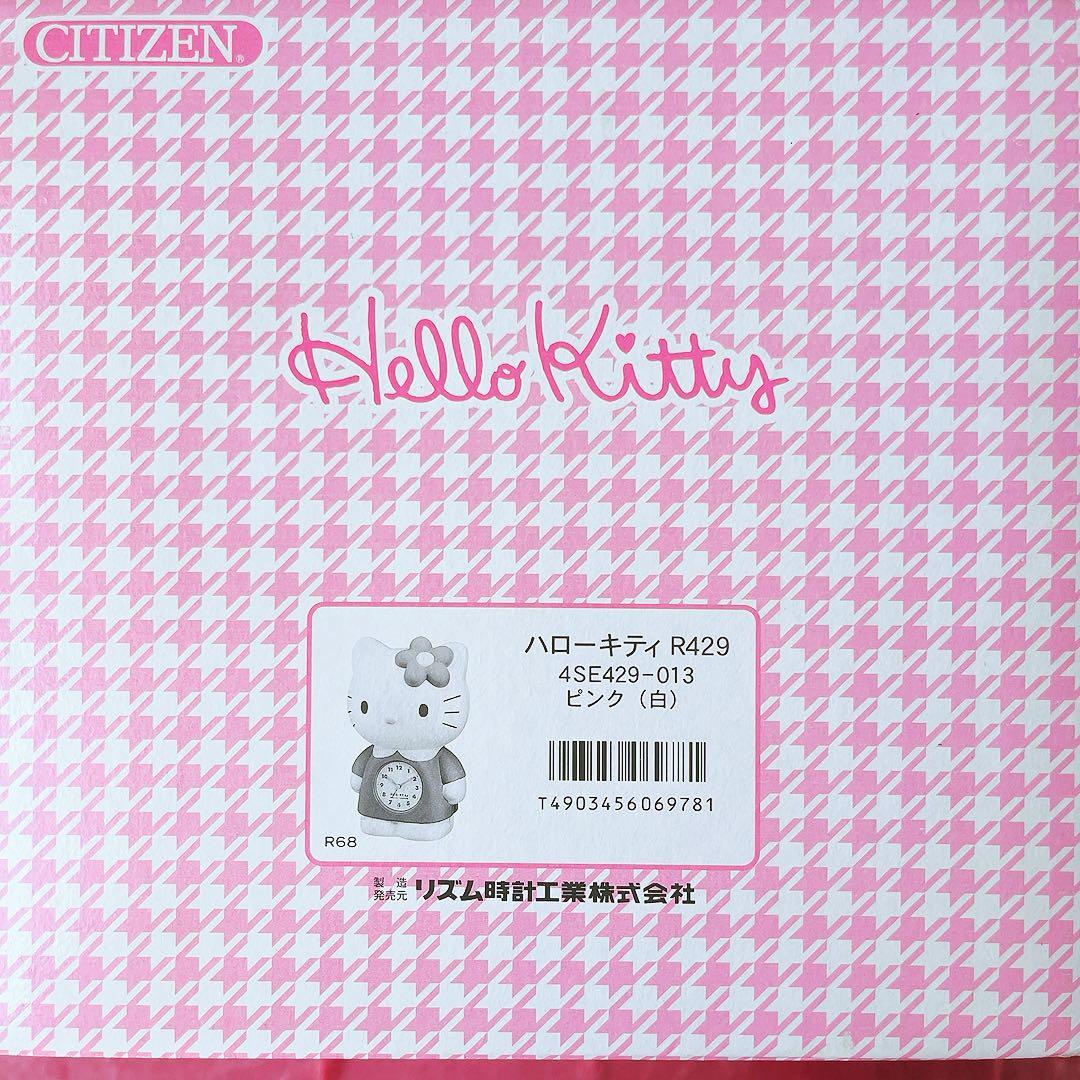 CITIZEN®
Hello Kitty
ハローキティ R429
4SE429-013
ピンク（白）
T4903456069781
R68
製造
発売元
リズム時計工業株式会社